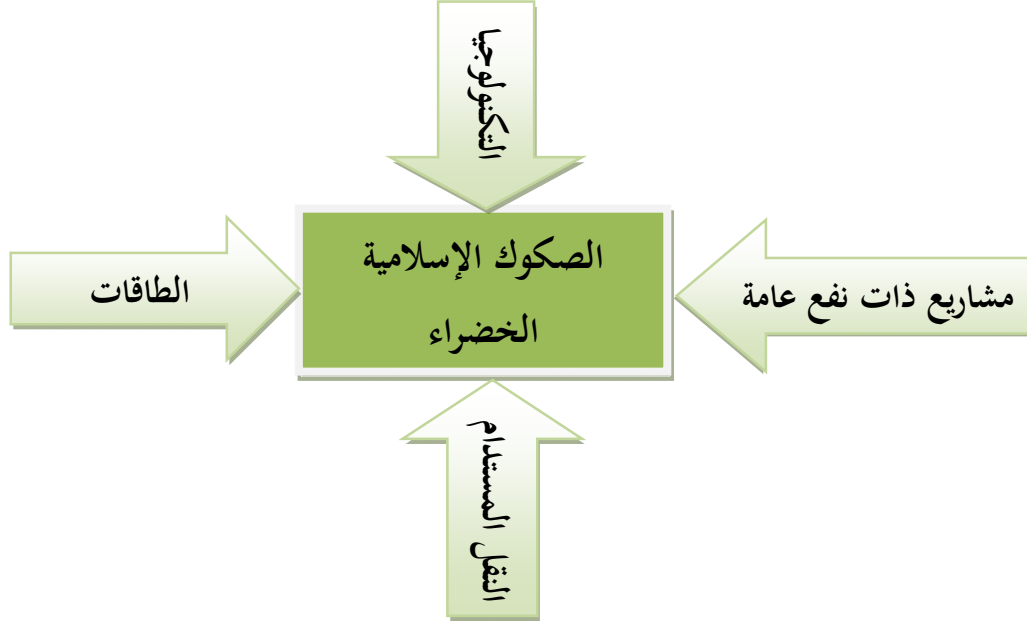 التكنولوجيا
الصكوك الإسلامية
الخضراء
مشاريع ذات نفع عامة
الطاقات
النقل المستدام